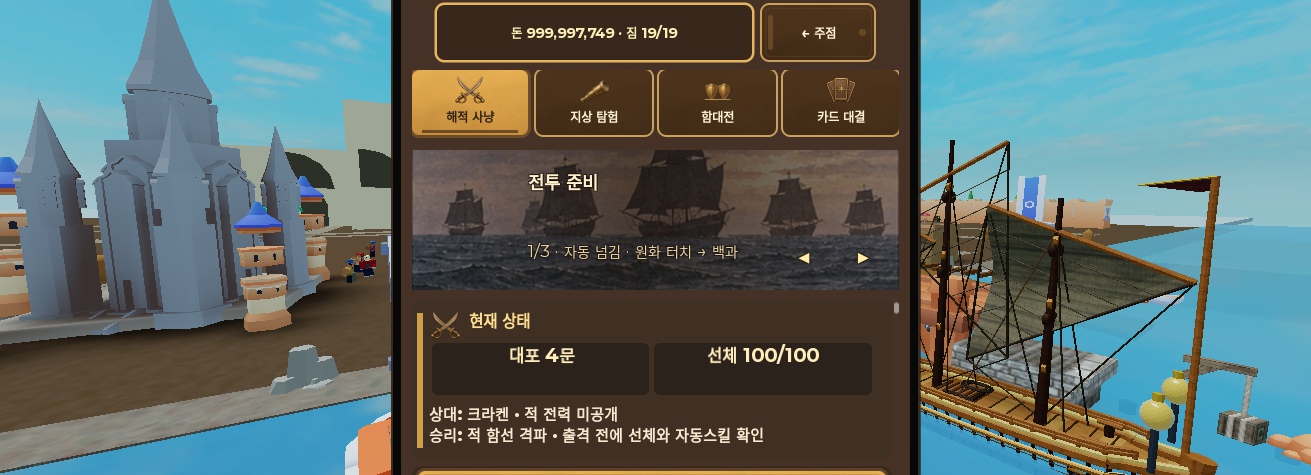 돈 999,997,749 · 짐 19/19
← 주점
해적 사냥
지상 탐험
함대전
카드 대결
전투 준비
1/3 · 자동 넘김 · 원화 터치 → 백과
◀ ▶
현재 상태
대포 4문
선체 100/100
상대: 크라켄 • 적 전력 미공개
승리: 적 함선 격파 • 출격 전에 선체와 자동스킬 확인